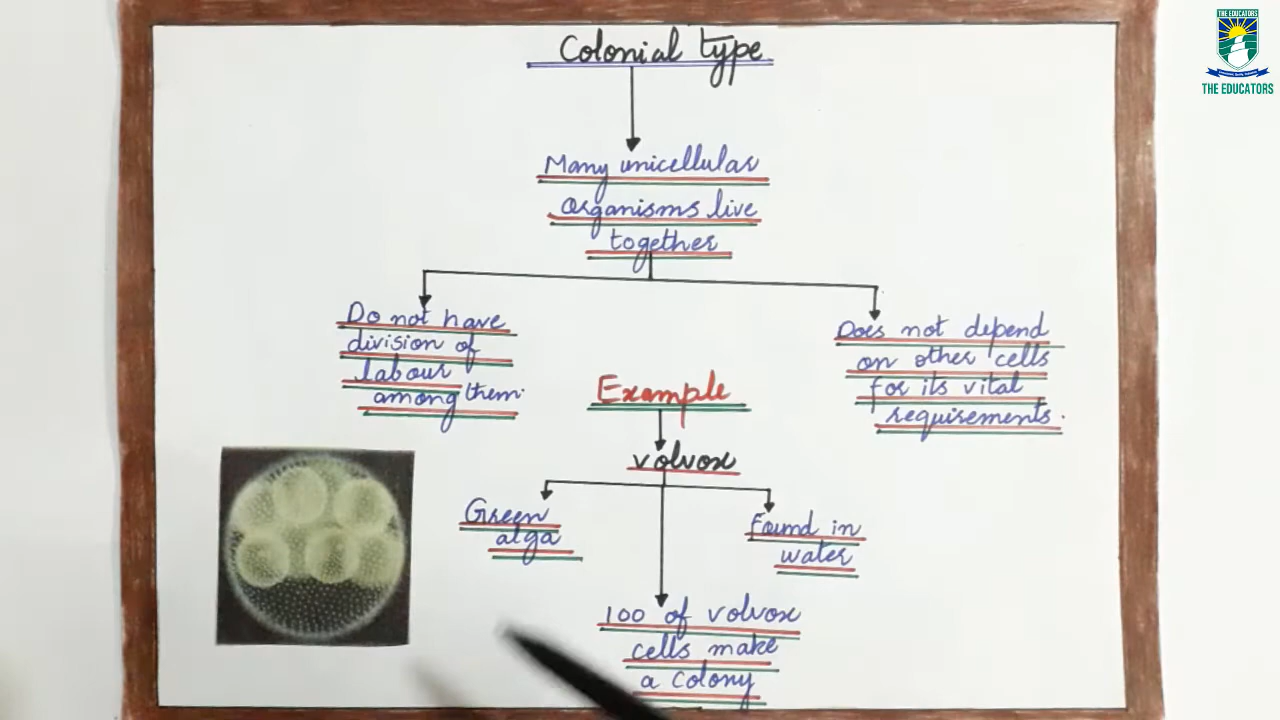 Colonial type
Many unicellular
organisms live
together
Do not have
division of
labour
among them.
Does not depend
on other cells
for its vital
requirements.
Example
volvox
Green
alga
Found in
water
100 of volvox
cells make
a colony
THE EDUCATORS
THE EDUCATORS